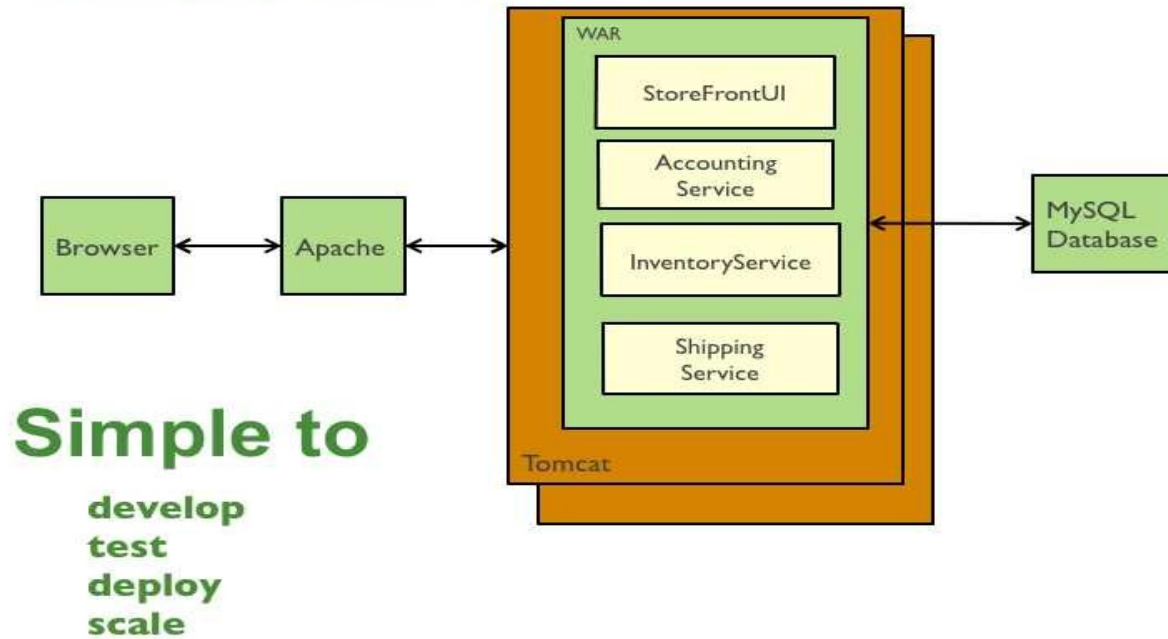 WAR
StoreFrontUI
Accounting
Service
InventoryService
Shipping
Service
Tomcat
Browser
Apache
MySQL
Database
Simple to
develop
test
deploy
scale